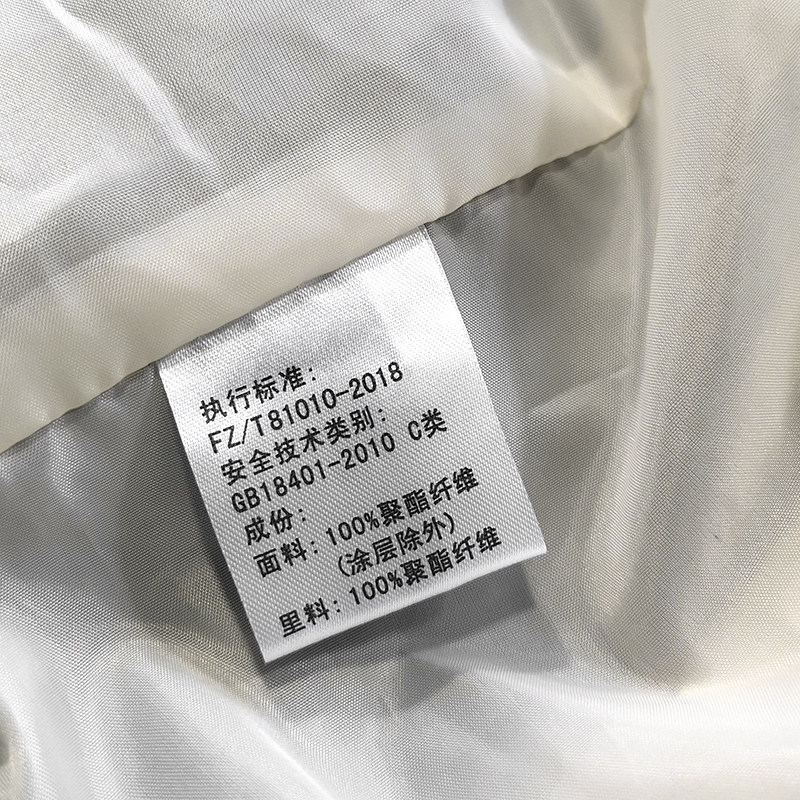 执行标准:
FZ/T81010-2018
安全技术类别:
GB18401-2010 C类
成份:
面料: 100%聚酯纤维
(涂层除外)
里料: 100%聚酯纤维